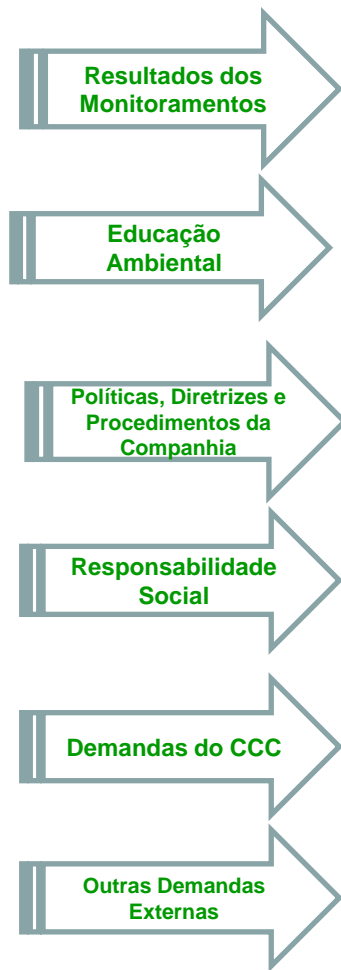 Resultados dos
Monitoramentos
Educação
Ambiental
Políticas, Diretrizes e
Procedimentos da
Companhia
Responsabilidade
Social
Demandas do CCC
Outras Demandas
Externas